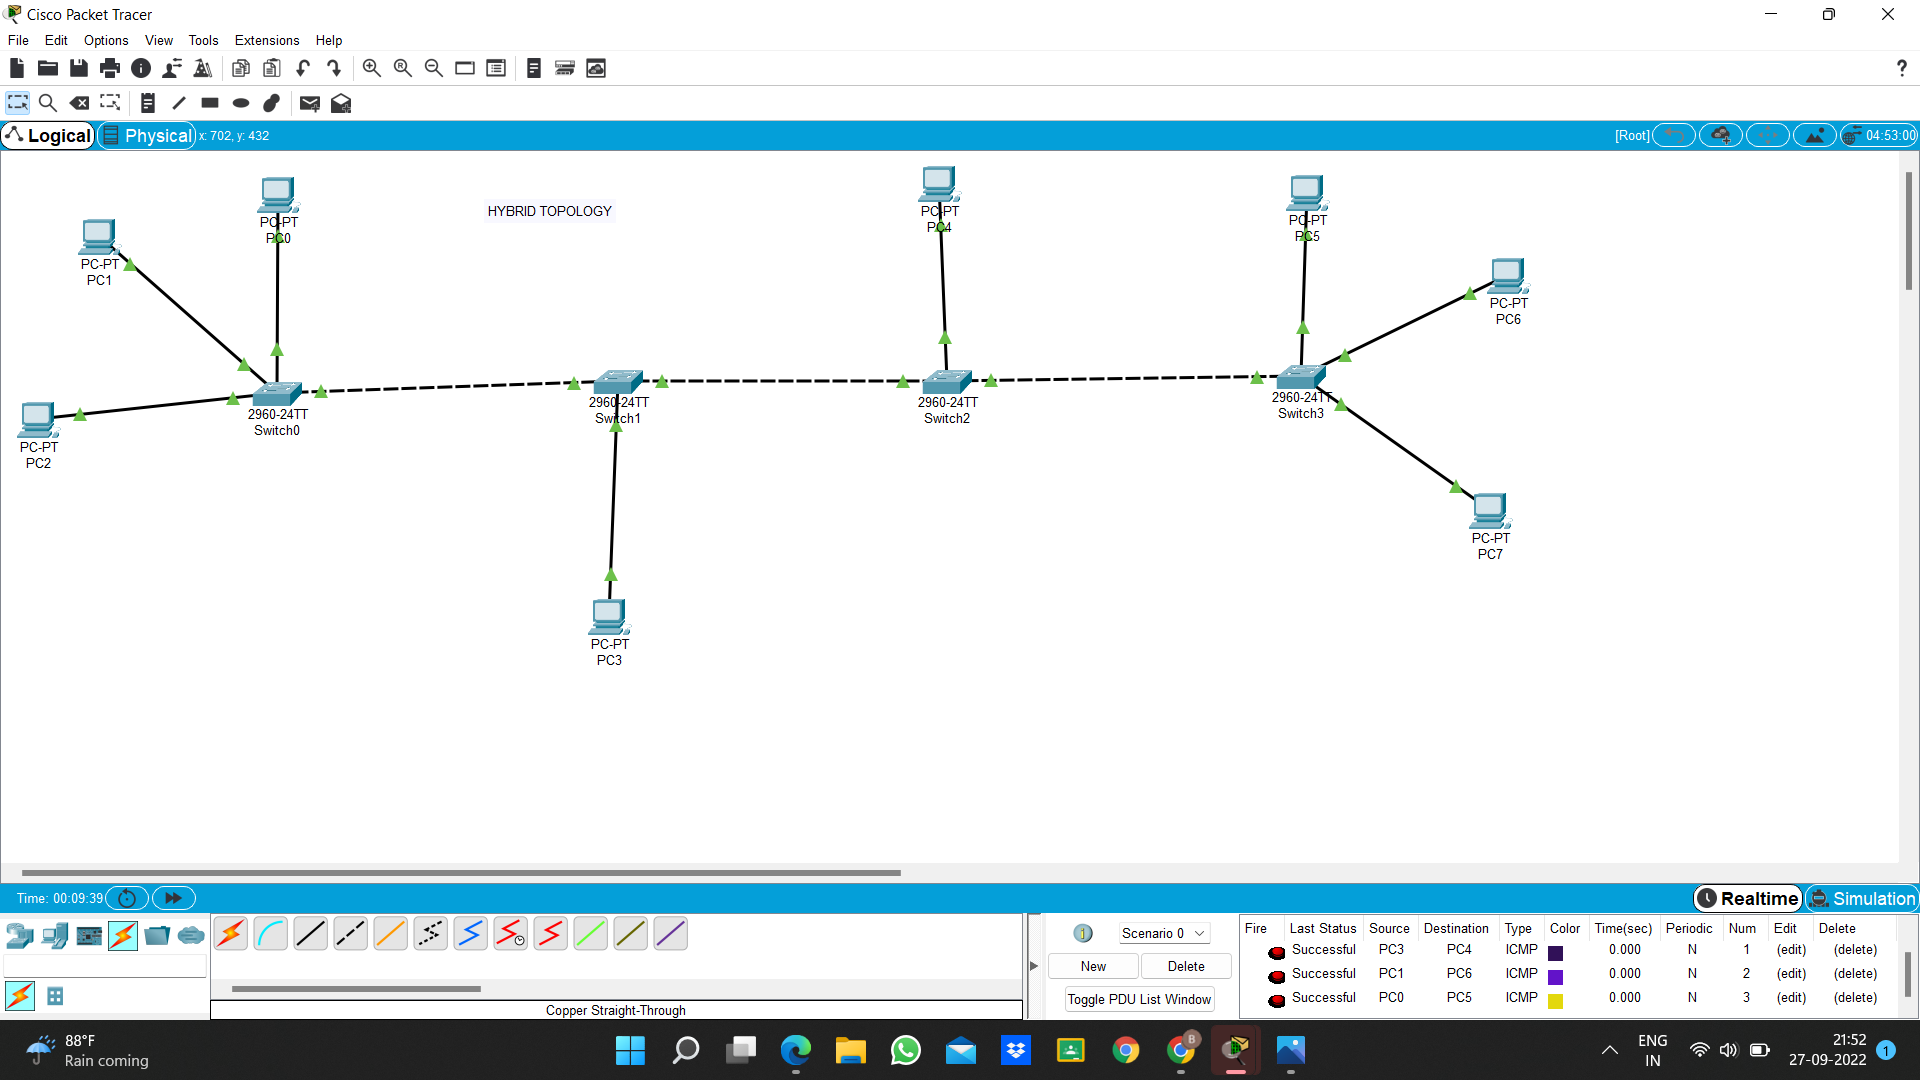 Cisco Packet Tracer
File Edit Options View Tools Extensions Help
Logical Physical x: 702, y: 432 [Root] 04:53:00
HYBRID TOPOLOGY
PC-PT
PC0
PC-PT
PC1
PC-PT
PC2
2960-24TT
Switch0
2960-24TT
Switch1
PC-PT
PC3
PC-PT
PC4
2960-24TT
Switch2
PC-PT
PC5
PC-PT
PC6
2960-24TT
Switch3
PC-PT
PC7
Time: 00:09:39 Realtime Simulation
Scenario 0
New Delete
Toggle PDU List Window
Fire Last Status Source Destination Type Color Time(sec) Periodic Num Edit Delete
Successful PC3 PC4 ICMP 0.000 N 1 (edit) (delete)
Successful PC1 PC6 ICMP 0.000 N 2 (edit) (delete)
Successful PC0 PC5 ICMP 0.000 N 3 (edit) (delete)
Copper Straight-Through
88°F
Rain coming
B
ENG
IN
21:52
27-09-2022
1